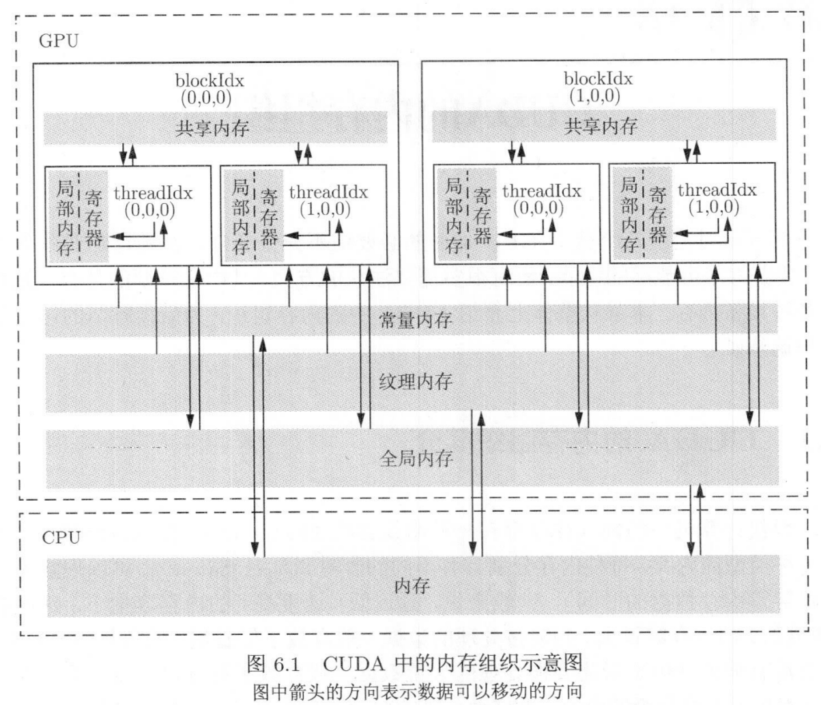 GPU
blockIdx
(0,0,0)
共享内存
局部内存
寄存器
threadIdx
(0,0,0)
局部内存
寄存器
threadIdx
(1,0,0)
blockIdx
(1,0,0)
共享内存
局部内存
寄存器
threadIdx
(0,0,0)
局部内存
寄存器
threadIdx
(1,0,0)
常量内存
纹理内存
全局内存
CPU
内存
图 6.1 CUDA 中的内存组织示意图
图中箭头的方向表示数据可以移动的方向